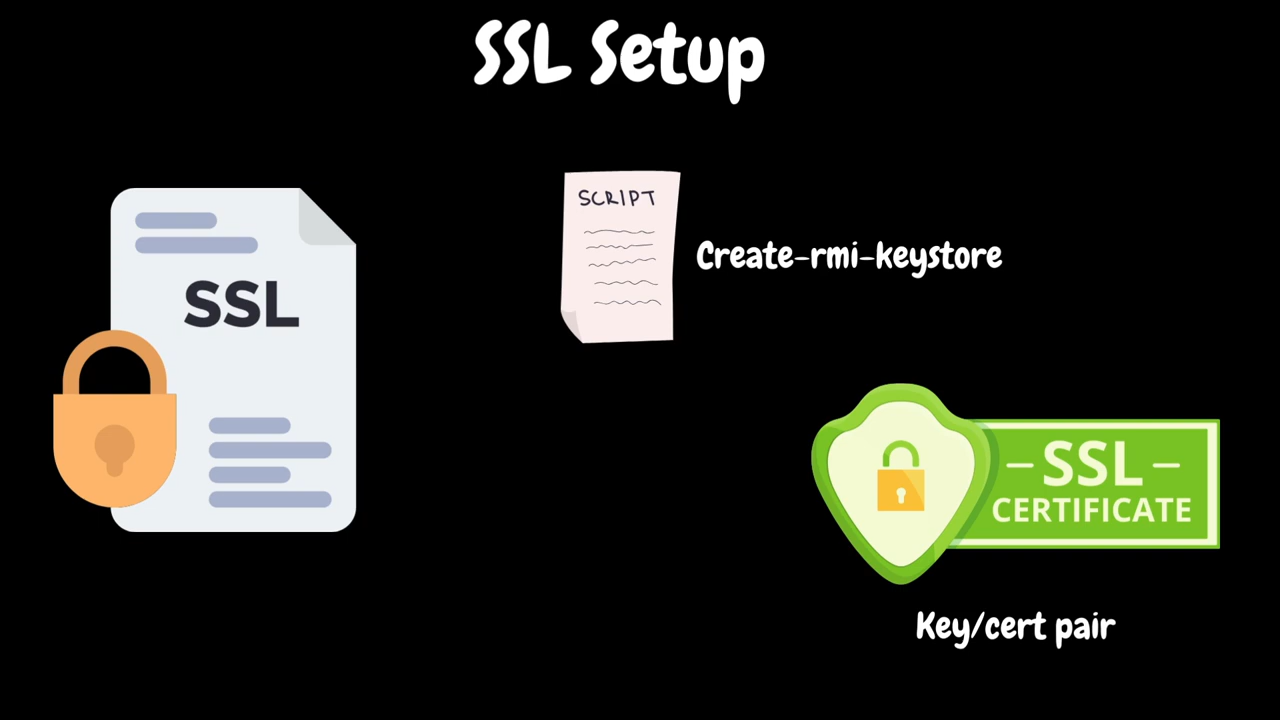 SSL Setup
SSL
SCRIPT
Create-rmi-keystore
SSL
CERTIFICATE
Key/cert pair